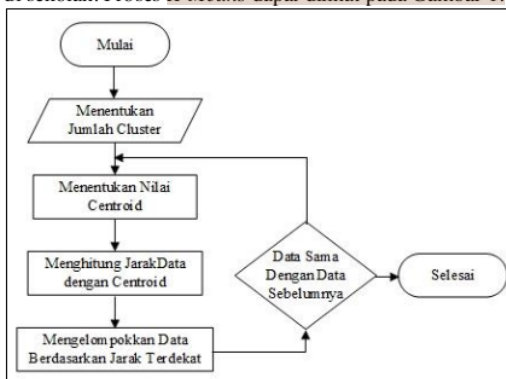 di sekolah. Proses K-Means dapat dilihat pada Gambar 1.
Mulai
Menentukan
Jumlah Cluster
Menentukan Nilai
Centroid
Menghitung JarakData
dengan Centroid
Mengelompokkan Data
Berdasarkan Jarak Terdekat
Data Sama
Dengan Data
Sebelumnya
Selesai